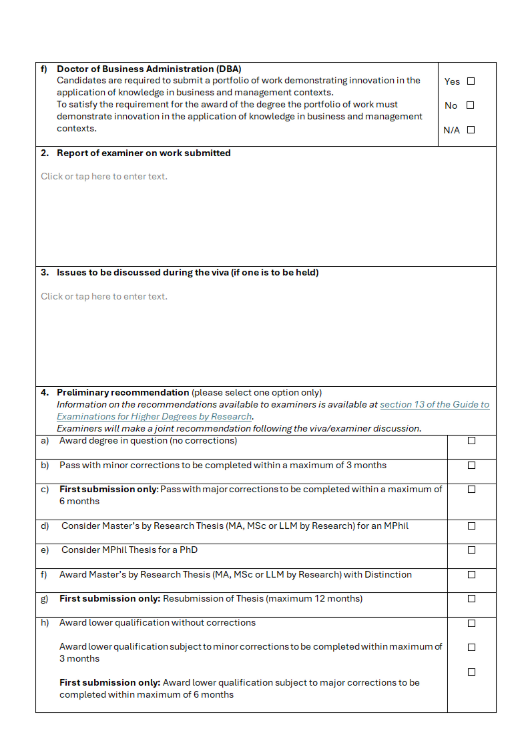 f) Doctor of Business Administration (DBA)
Candidates are required to submit a portfolio of work demonstrating innovation in the
application of knowledge in business and management contexts.
To satisfy the requirement for the award of the degree the portfolio of work must
demonstrate innovation in the application of knowledge in business and management
contexts.
Yes ☐
No ☐
N/A ☐
2. Report of examiner on work submitted
Click or tap here to enter text.
3. Issues to be discussed during the viva (if one is to be held)
Click or tap here to enter text.
4. Preliminary recommendation (please select one option only)
Information on the recommendations available to examiners is available at section 13 of the Guide to
Examinations for Higher Degrees by Research.
Examiners will make a joint recommendation following the viva/examiner discussion.
a) Award degree in question (no corrections) ☐
b) Pass with minor corrections to be completed within a maximum of 3 months ☐
c) First submission only: Pass with major corrections to be completed within a maximum of ☐
6 months
d) Consider Master's by Research Thesis (MA, MSc or LLM by Research) for an MPhil ☐
e) Consider MPhil Thesis for a PhD ☐
f) Award Master's by Research Thesis (MA, MSc or LLM by Research) with Distinction ☐
g) First submission only: Resubmission of Thesis (maximum 12 months) ☐
h) Award lower qualification without corrections ☐
Award lower qualification subject to minor corrections to be completed within maximum of ☐
3 months
☐
First submission only: Award lower qualification subject to major corrections to be
completed within maximum of 6 months